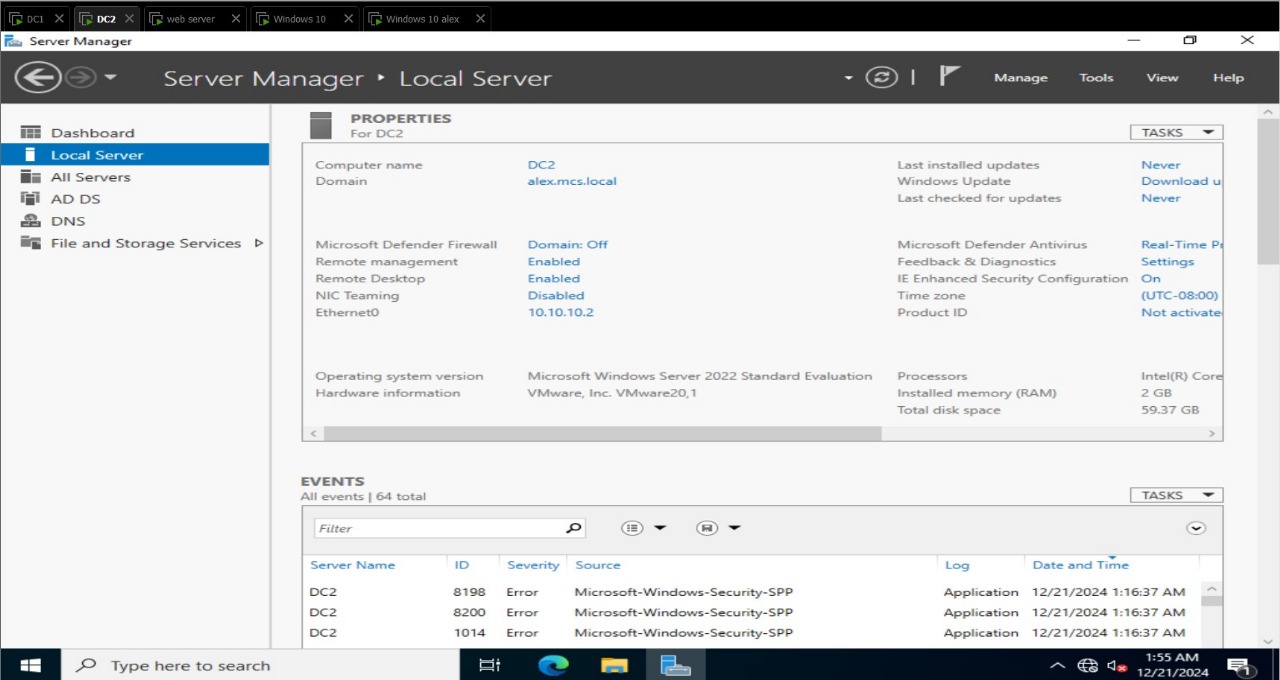 DC1 DC2 web server Windows 10 Windows 10 alex
Server Manager
Server Manager Local Server
Manage Tools View Help
Dashboard
Local Server
All Servers
AD DS
DNS
File and Storage Services
PROPERTIES
For DC2
TASKS
Computer name DC2 Last installed updates Never
Domain alex.mcs.local Windows Update Download u
Last checked for updates Never
Microsoft Defender Firewall Domain: Off Microsoft Defender Antivirus Real-Time Pr
Remote management Enabled Feedback & Diagnostics Settings
Remote Desktop Enabled IE Enhanced Security Configuration On
NIC Teaming Disabled Time zone (UTC-08:00)
Ethernet0 10.10.10.2 Product ID Not activate
Operating system version Microsoft Windows Server 2022 Standard Evaluation Processors Intel(R) Core
Hardware information VMware, Inc. VMware20,1 Installed memory (RAM) 2 GB
Total disk space 59.37 GB
EVENTS
All events | 64 total
TASKS
Filter
Server Name ID Severity Source Log Date and Time
DC2 8198 Error Microsoft-Windows-Security-SPP Application 12/21/2024 1:16:37 AM
DC2 8200 Error Microsoft-Windows-Security-SPP Application 12/21/2024 1:16:37 AM
DC2 1014 Error Microsoft-Windows-Security-SPP Application 12/21/2024 1:16:37 AM
Type here to search
1:55 AM
12/21/2024
1